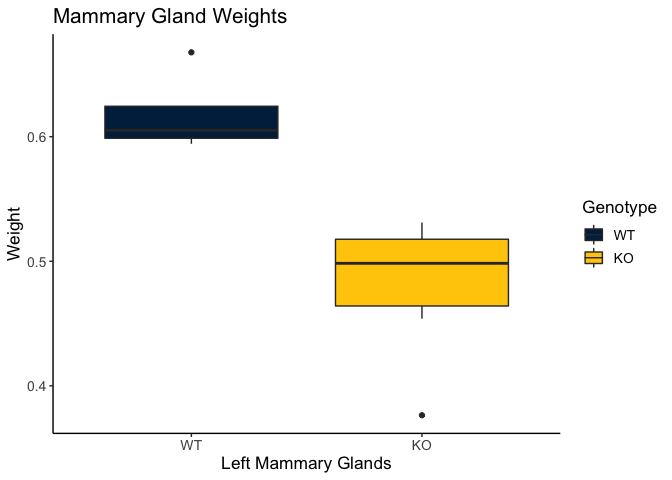 Mammary Gland Weights
Weight
0.6
0.5
0.4
WT
KO
Left Mammary Glands
Genotype
WT
KO